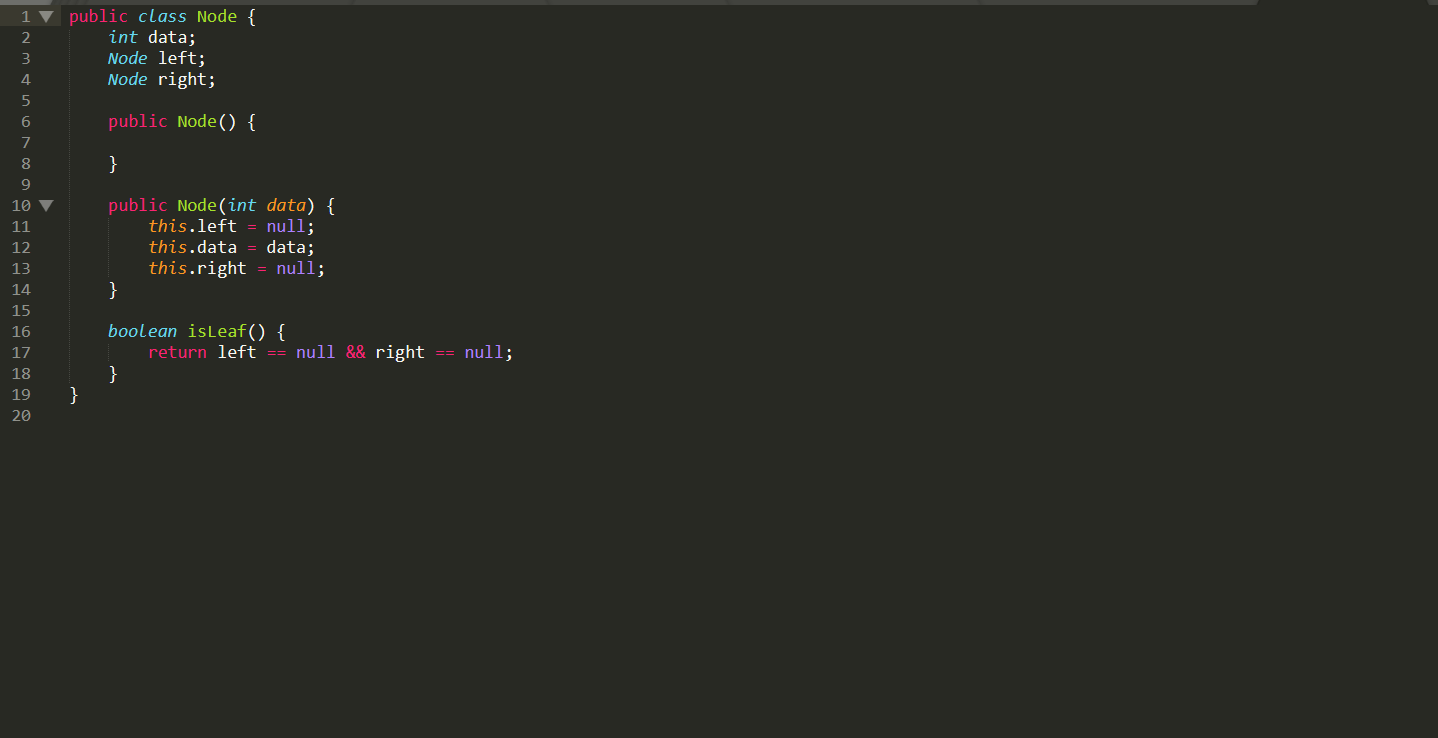 1 public class Node {
2 int data;
3 Node left;
4 Node right;
5
6 public Node() {
7
8 }
9
10 public Node(int data) {
11 this.left = null;
12 this.data = data;
13 this.right = null;
14 }
15
16 boolean isLeaf() {
17 return left == null && right == null;
18 }
19 }
20